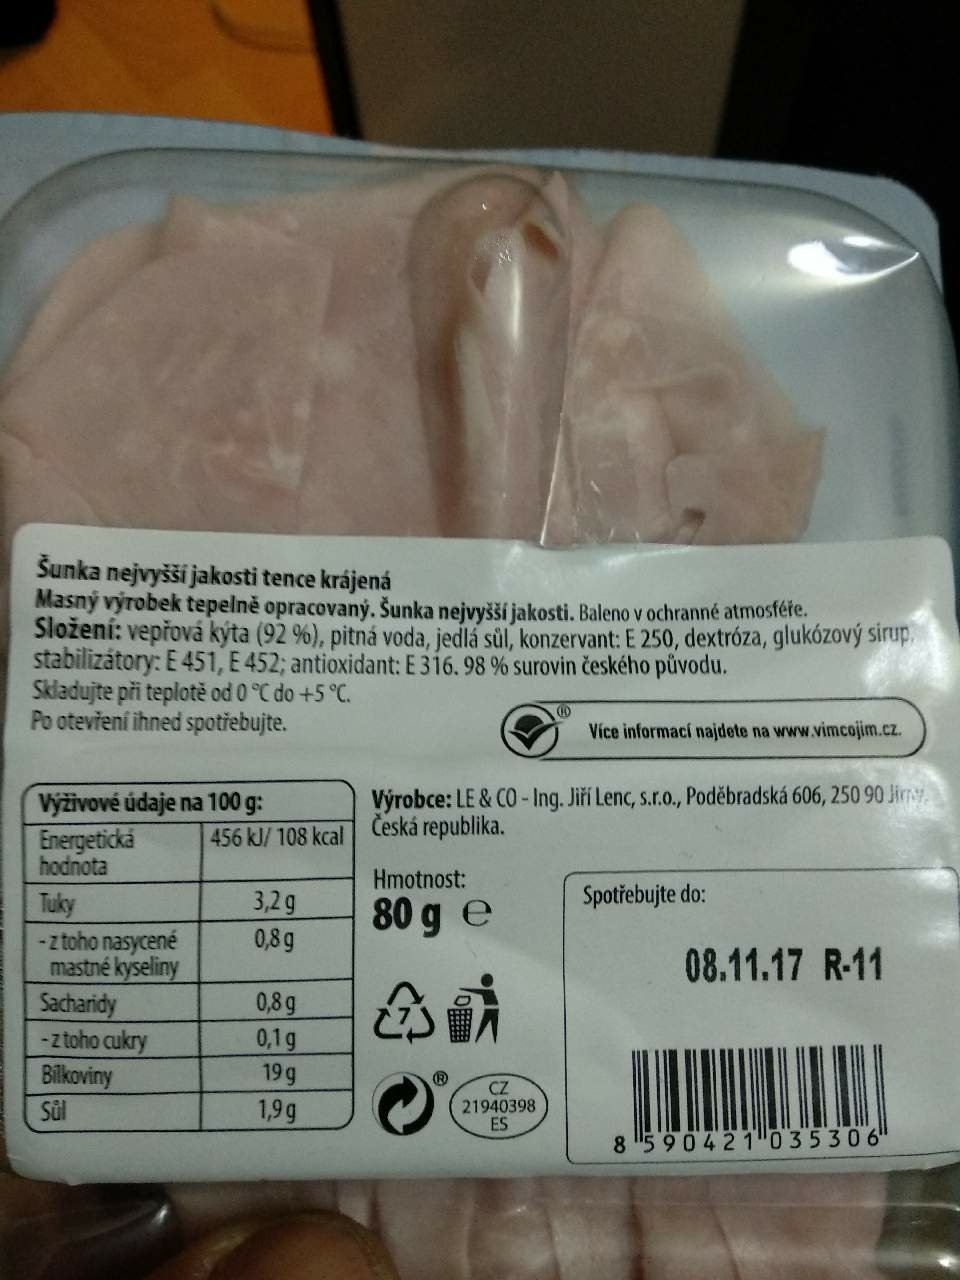 Šunka nejvyšší jakosti tence krájená
Masný výrobek tepelně opracovaný. Šunka nejvyšší jakosti. Baleno v ochranné atmosféře.
Složení: vepřová kýta (92 %), pitná voda, jedlá sůl, konzervant: E 250, dextróza, glukózový sirup,
stabilizátory: E 451, E 452; antioxidant: E 316. 98 % surovin českého původu.
Skladujte při teplotě od 0 °C do +5 °C.
Po otevření ihned spotřebujte.
® Více informací najdete na www.vimcojim.cz.
Výživové údaje na 100 g:
Energetická hodnota 456 kJ/ 108 kcal
Tuky 3,2 g
- z toho nasycené mastné kyseliny 0,8 g
Sacharidy 0,8 g
- z toho cukry 0,1 g
Bílkoviny 19 g
Sůl 1,9 g
Výrobce: LE & CO - Ing. Jiří Lenc, s.r.o., Poděbradská 606, 250 90
Česká republika.
Hmotnost:
80 g e
7
®
CZ
21940398
ES
Spotřebujte do:
08.11.17 R-11
8 590421 035306